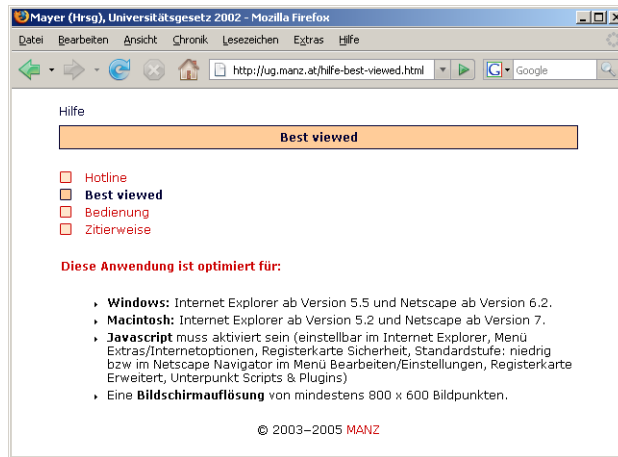 Mayer (Hrsg), Universitätsgesetz 2002 - Mozilla Firefox
Datei Bearbeiten Ansicht Chronik Lesezeichen Extras Hilfe
http://ug.manz.at/hilfe-best-viewed.html G Google
Hilfe
Best viewed
Hotline
Best viewed
Bedienung
Zitierweise
Diese Anwendung ist optimiert für:
Windows: Internet Explorer ab Version 5.5 und Netscape ab Version 6.2.
Macintosh: Internet Explorer ab Version 5.2 und Netscape ab Version 7.
Javascript muss aktiviert sein (einstellbar im Internet Explorer, Menü
Extras/Internetoptionen, Registerkarte Sicherheit, Standardstufe: niedrig
bzw im Netscape Navigator im Menü Bearbeiten/Einstellungen, Registerkarte
Erweitert, Unterpunkt Scripts & Plugins)
Eine Bildschirmauflösung von mindestens 800 x 600 Bildpunkten.
© 2003–2005 MANZ